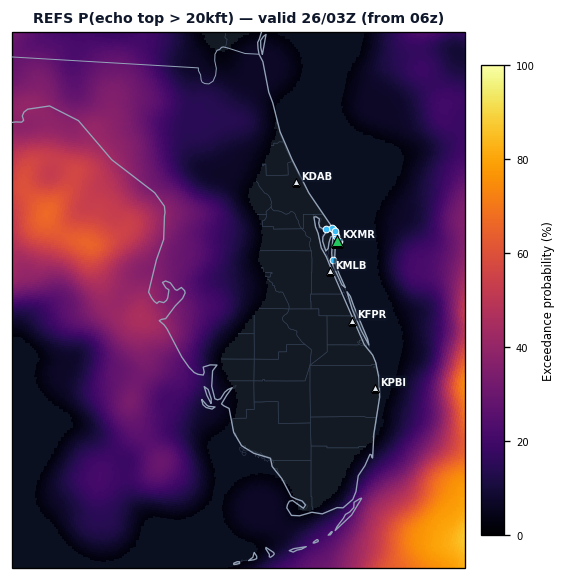 REFS P(echo top > 20kft) — valid 26/03Z (from 06z)
100
80
60
40
20
0
Exceedance probability (%)
KDAB
KXMR
KMLB
KFPR
KPBI